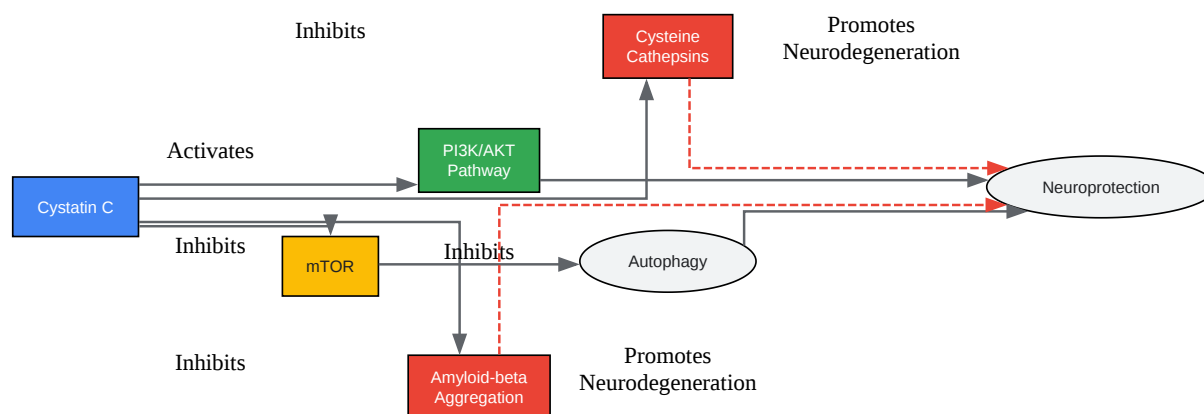 Inhibits
Cysteine
Cathepsins
Promotes
Neurodegeneration
Activates
PI3K/AKT
Pathway
Cystatin C
Neuroprotection
Inhibits
mTOR
Inhibits
Autophagy
Inhibits
Amyloid-beta
Aggregation
Promotes
Neurodegeneration